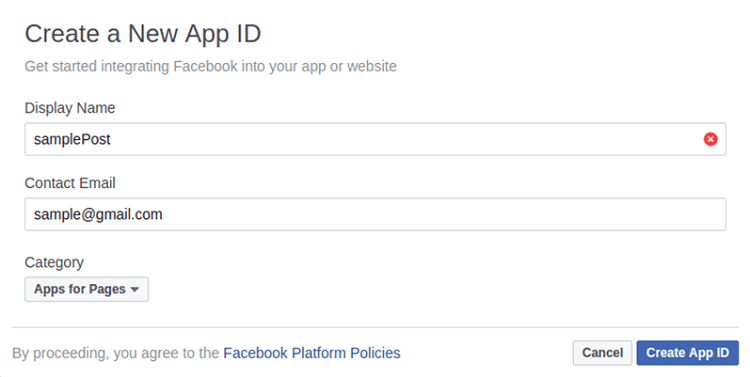 Create a New App ID
Get started integrating Facebook into your app or website
Display Name
samplePost
Contact Email
sample@gmail.com
Category
Apps for Pages
By proceeding, you agree to the Facebook Platform Policies
Cancel
Create App ID